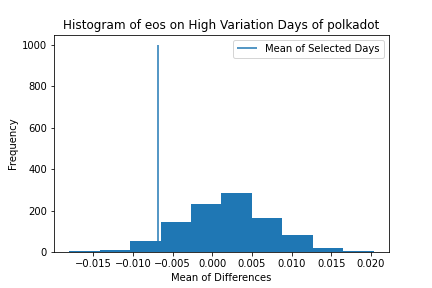 Histogram of eos on High Variation Days of polkadot
Mean of Selected Days
Frequency
1000
800
600
400
200
0
−0.015 −0.010 −0.005 0.000 0.005 0.010 0.015 0.020
Mean of Differences